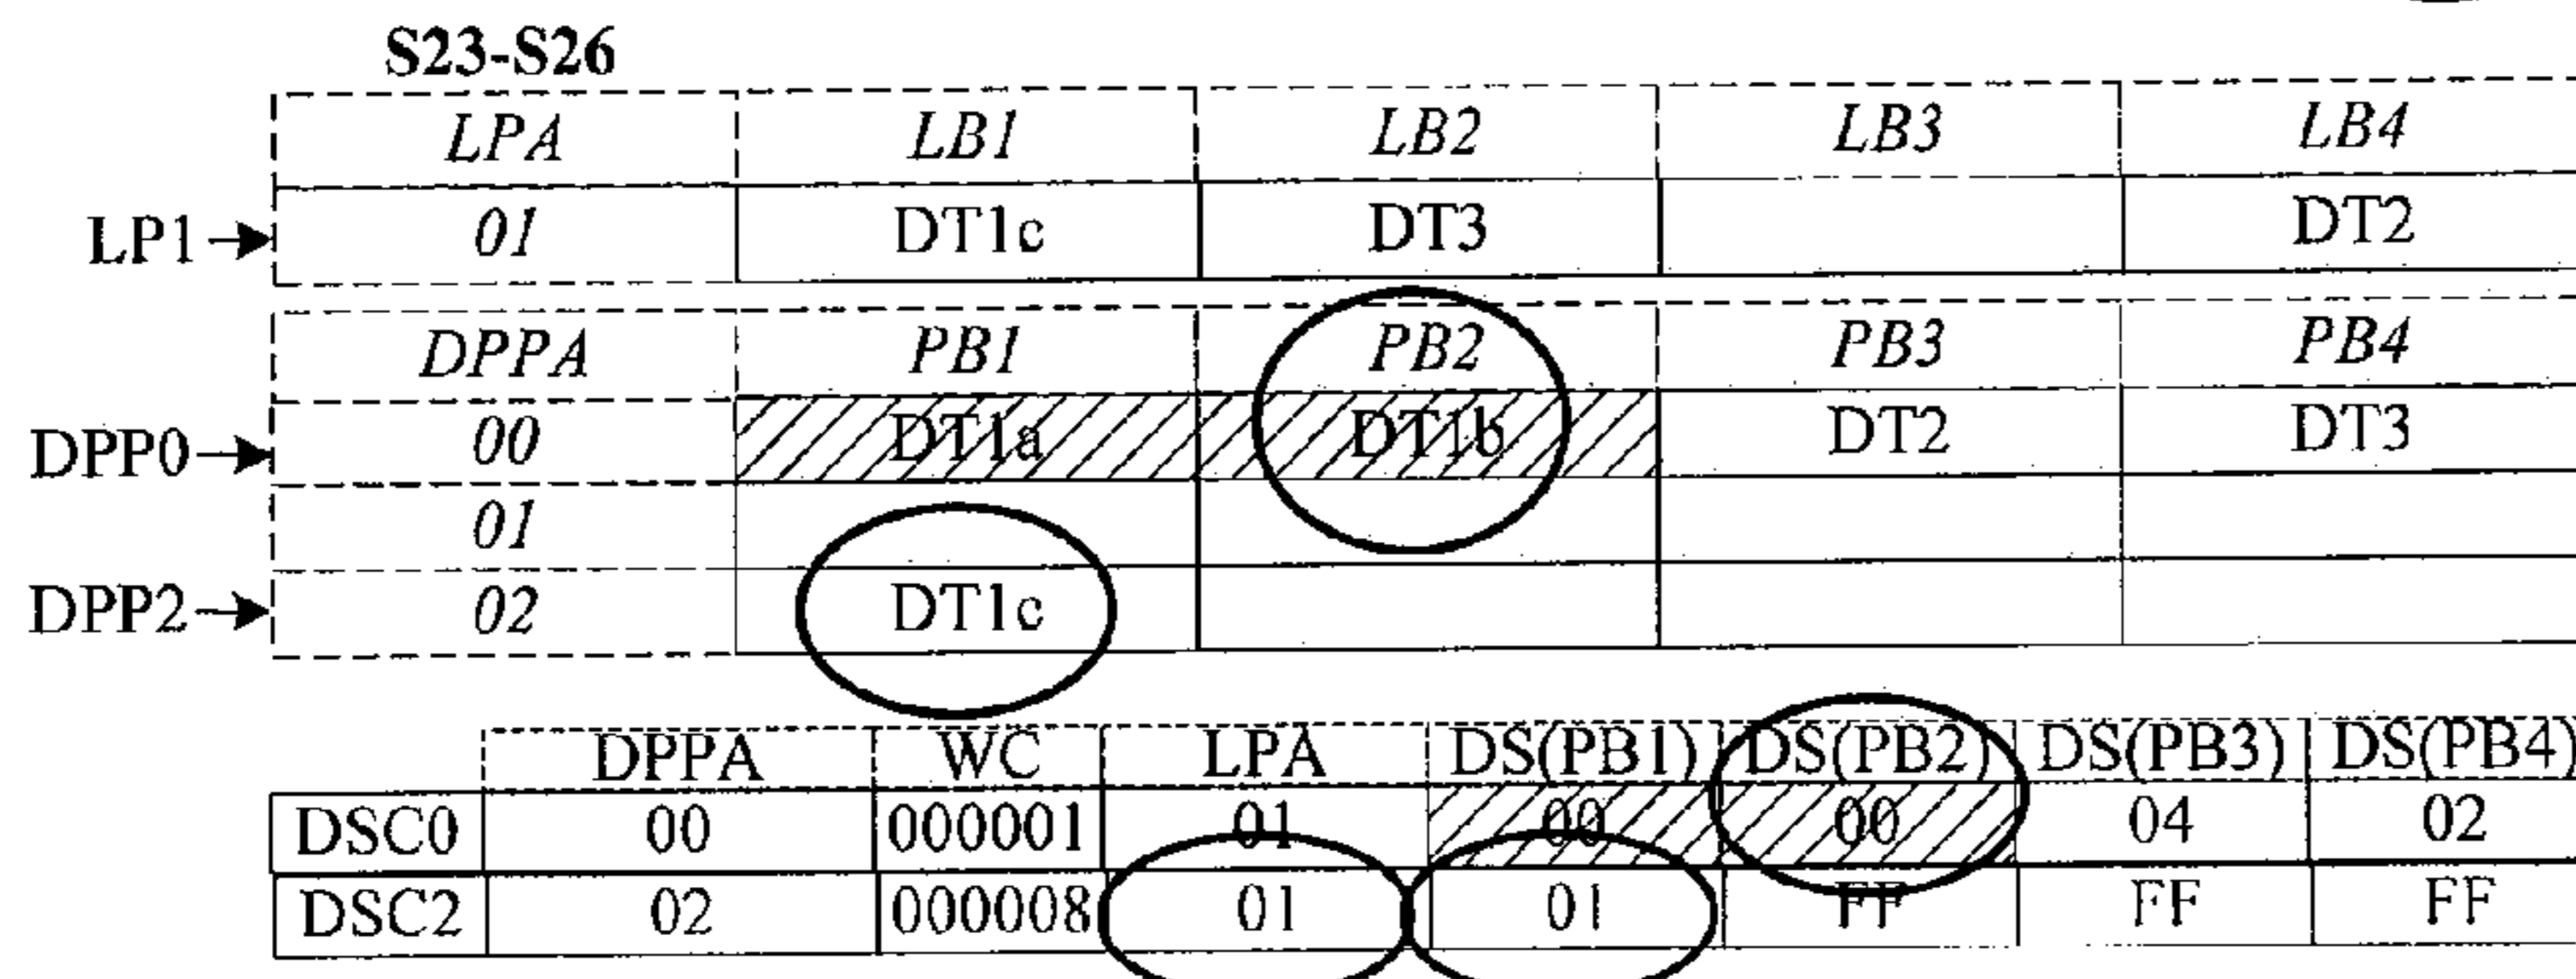 S23-S26
LPA LB1 LB2 LB3 LB4
LP1 01 DT1c DT3 DT2
DPPA PB1 PB2 PB3 PB4
DPP0 00 DT1a DT1b DT2 DT3
01
DPP2 02 DT1c
DPPA WC LPA DS(PB1) DS(PB2) DS(PB3) DS(PB4)
DSC0 00 000001 01 00 00 04 02
DSC2 02 000008 01 01 FF FF FF